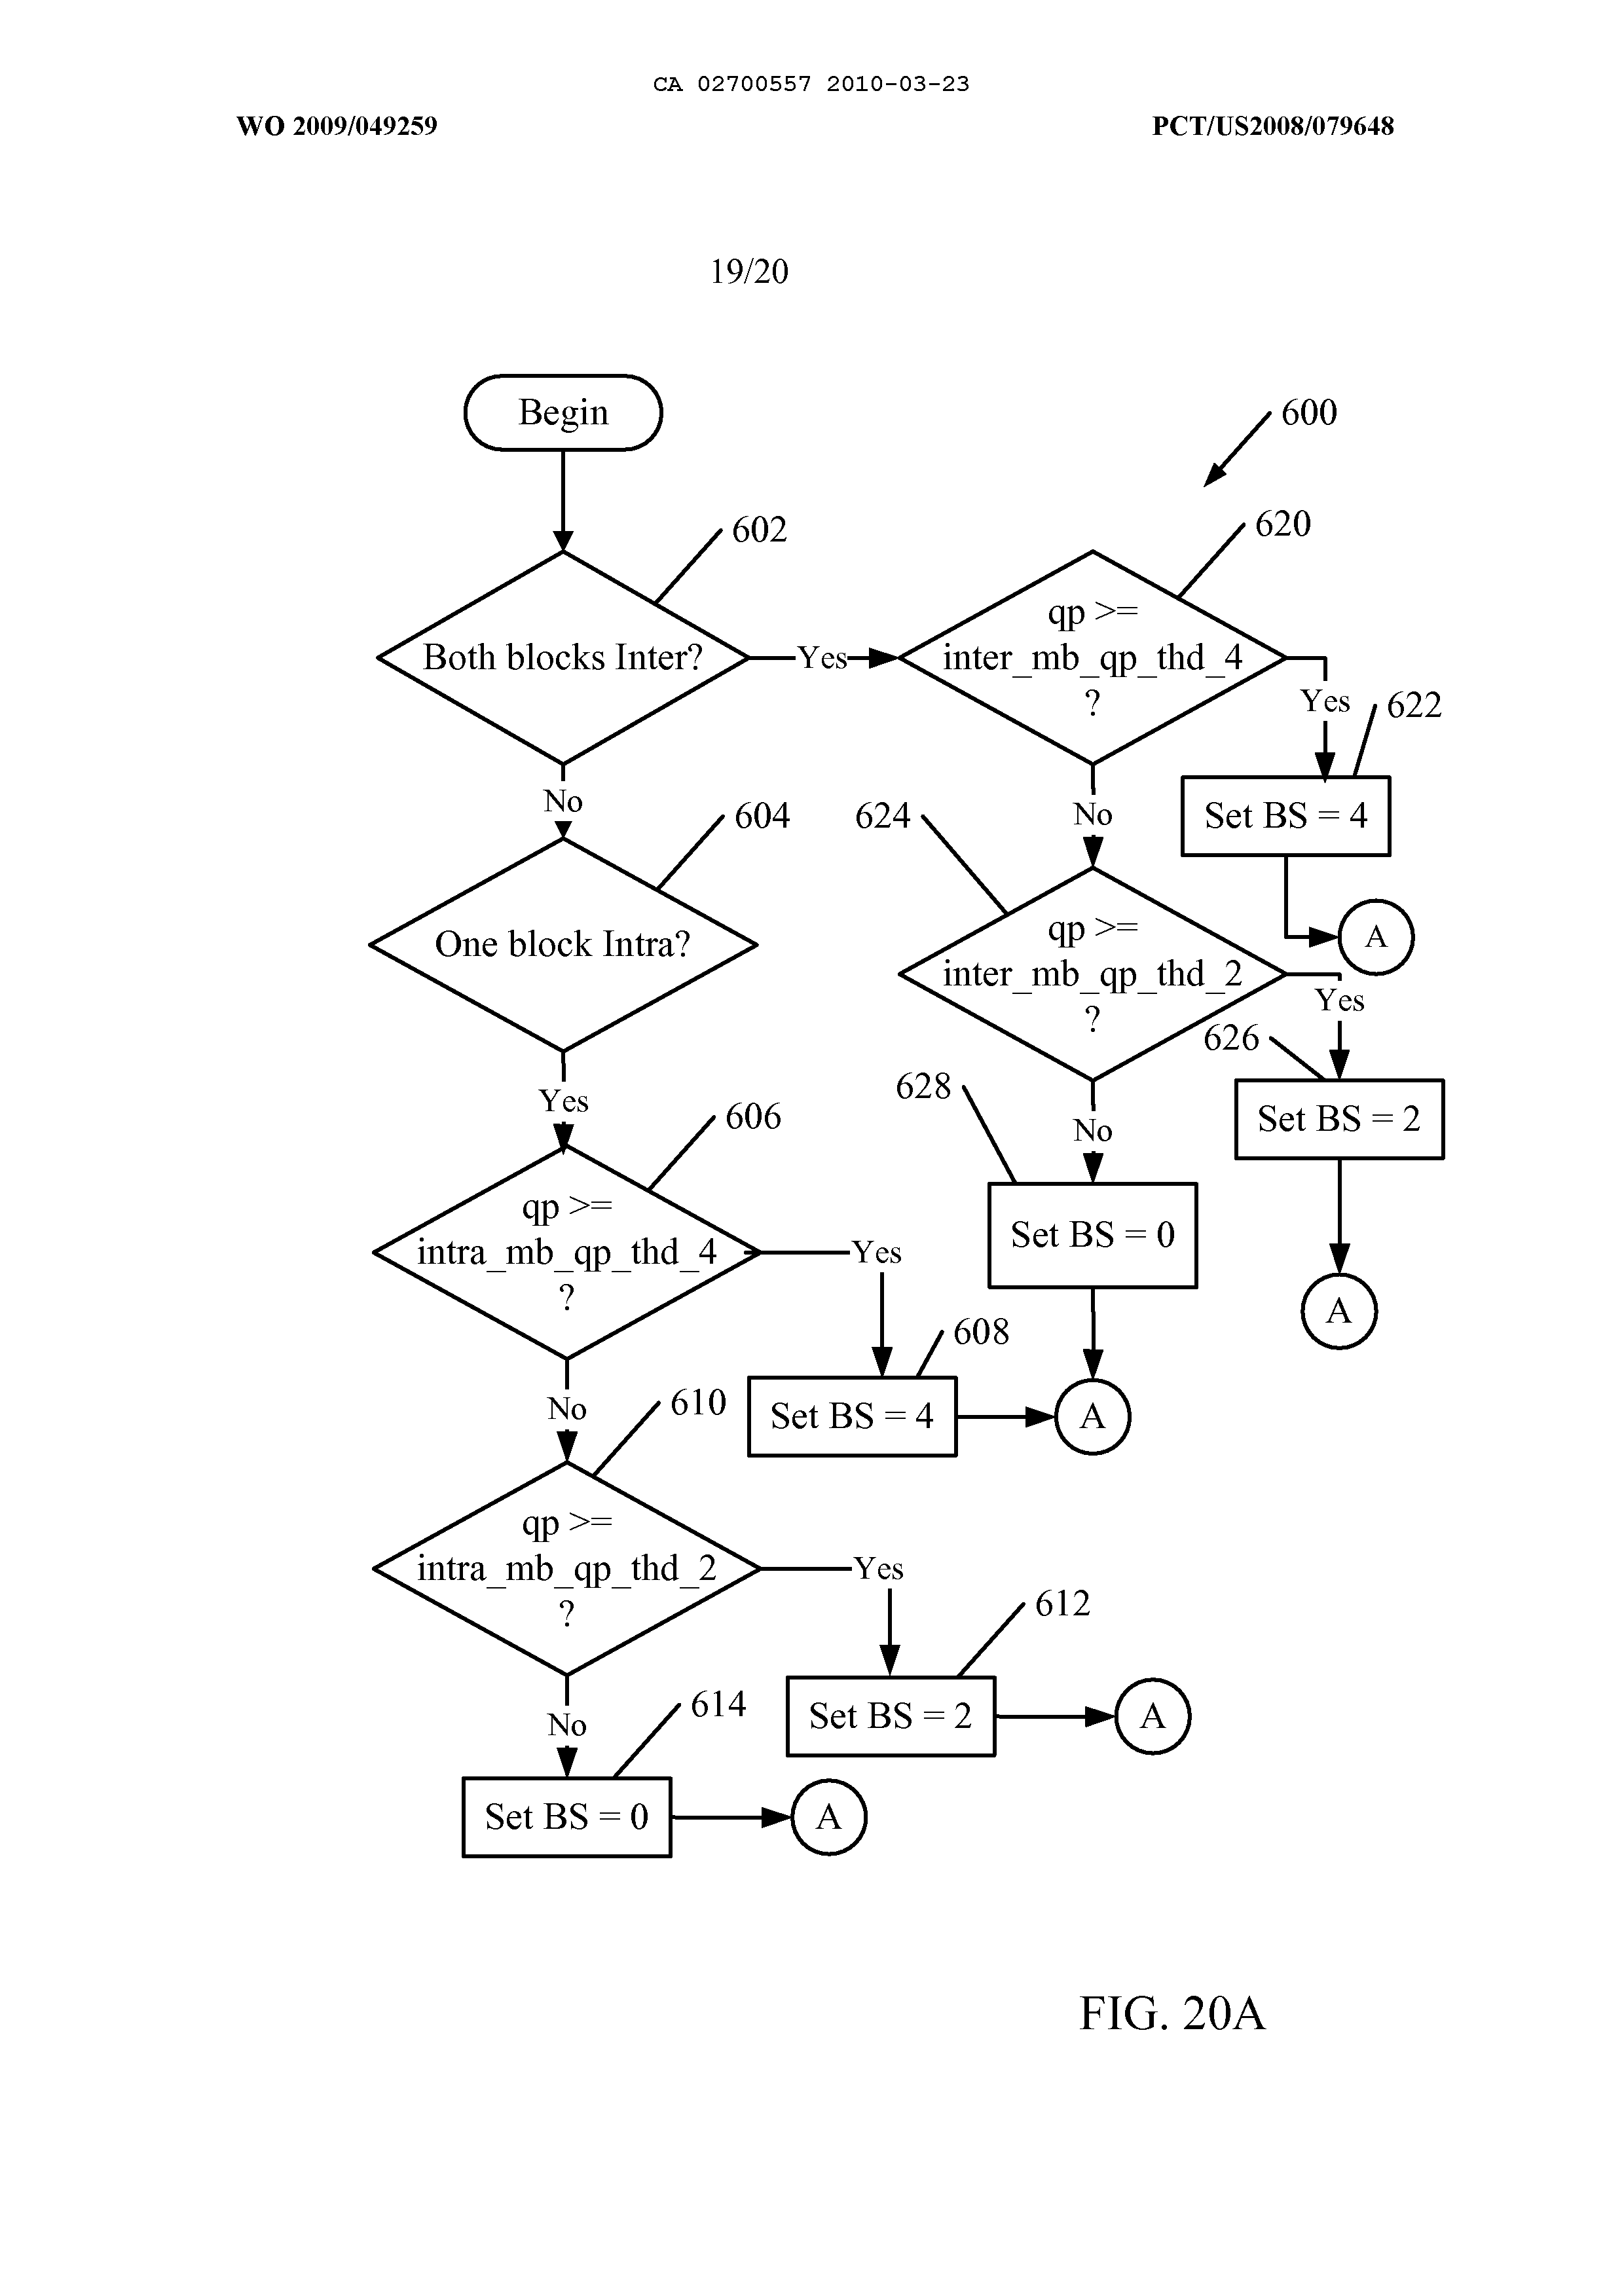 CA 02700557 2010-03-23
WO 2009/049259
PCT/US2008/079648
19/20
Begin
600
602
Both blocks Inter?
Yes
620
qp >=
inter_mb_qp_thd_4
?
Yes
622
Set BS = 4
A
No
No
604
One block Intra?
624
qp >=
inter_mb_qp_thd_2
?
Yes
626
Set BS = 2
A
Yes
628
No
Set BS = 0
606
qp >=
intra_mb_qp_thd_4
?
Yes
608
Set BS = 4
A
No
610
qp >=
intra_mb_qp_thd_2
?
Yes
612
Set BS = 2
A
No
614
Set BS = 0
A
FIG. 20A